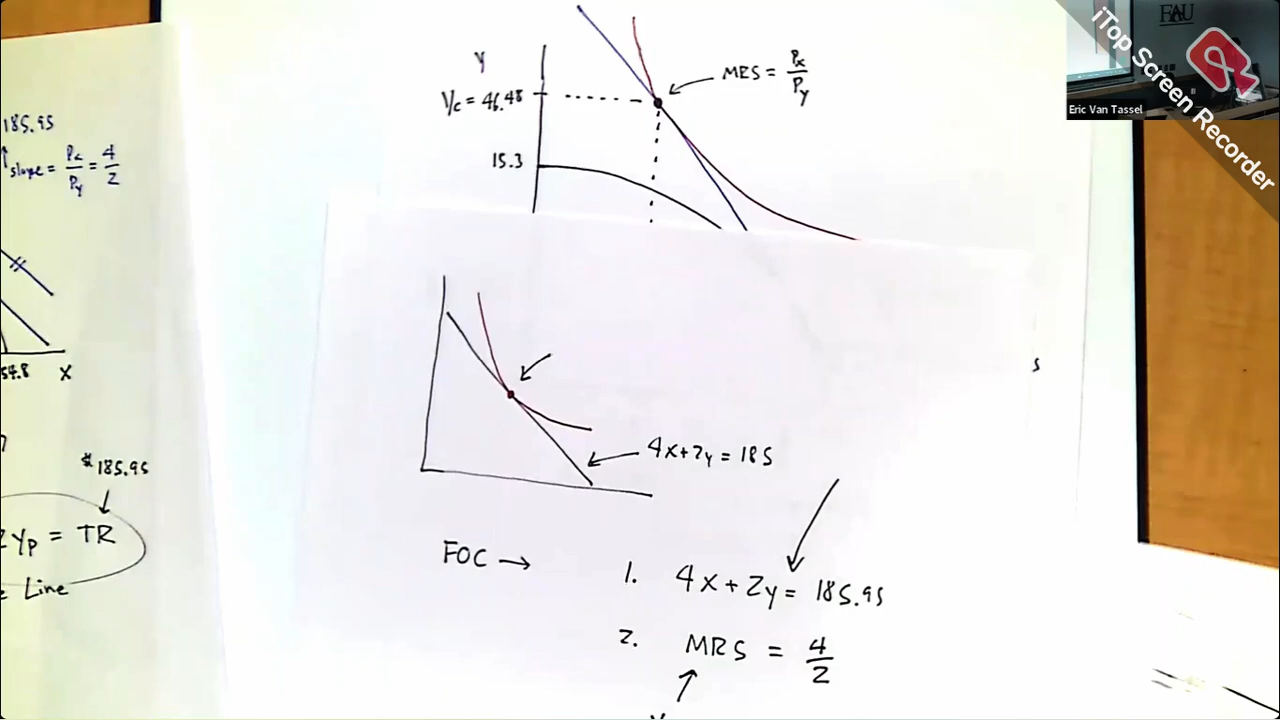 185.95
slope = Pc/Py = 4/2
54.8 X
$185.95
2Yp = TR
Line
Y
Yc = 46.48
15.3
MRS = Px/Py
s
4x+2y = 185
FOC →
1. 4x + 2y = 185.95
2. MRS = 4/2
FAU
Eric Van Tassel
iTop Screen Recorder